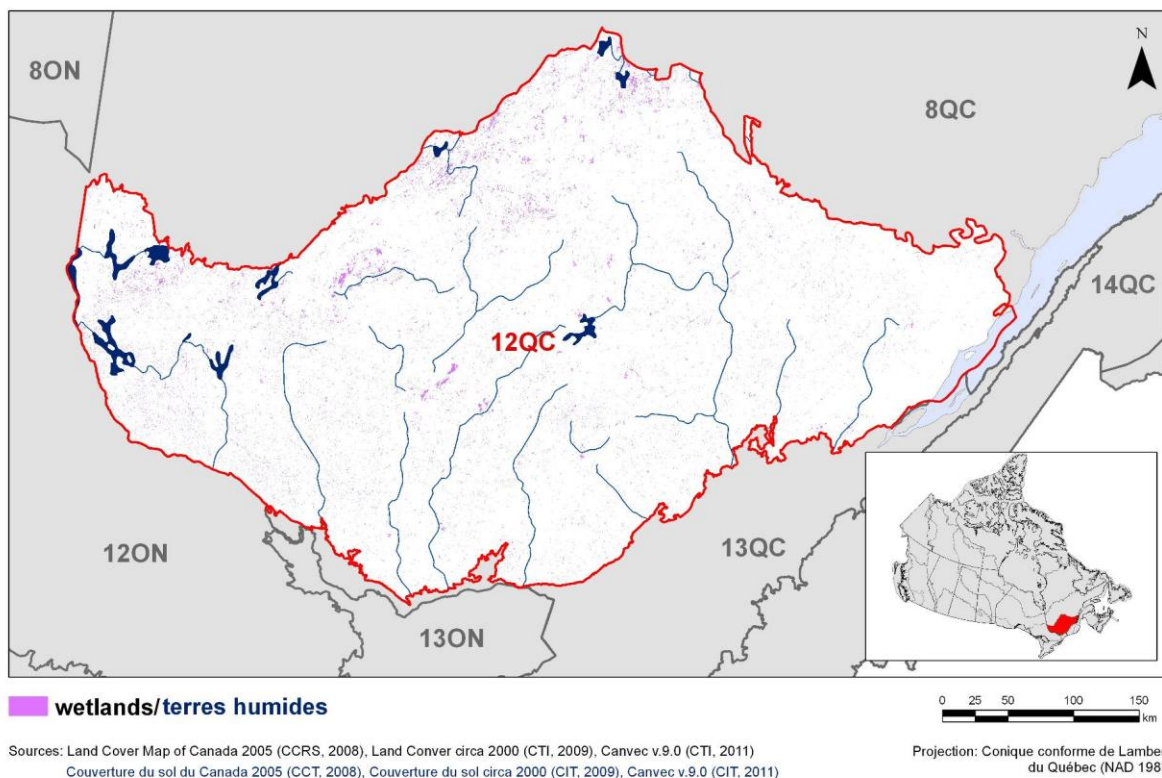 8ON
N
8QC
14QC
12QC
12ON
13QC
13ON
wetlands/terres humides
0 25 50 100 150
km
Sources: Land Cover Map of Canada 2005 (CCRS, 2008), Land Conver circa 2000 (CTI, 2009), Canvec v.9.0 (CTI, 2011)
Couverture du sol du Canada 2005 (CCT, 2008), Couverture du sol circa 2000 (CIT, 2009), Canvec v.9.0 (CIT, 2011)
Projection: Conique conforme de Lamber
du Québec (NAD 198